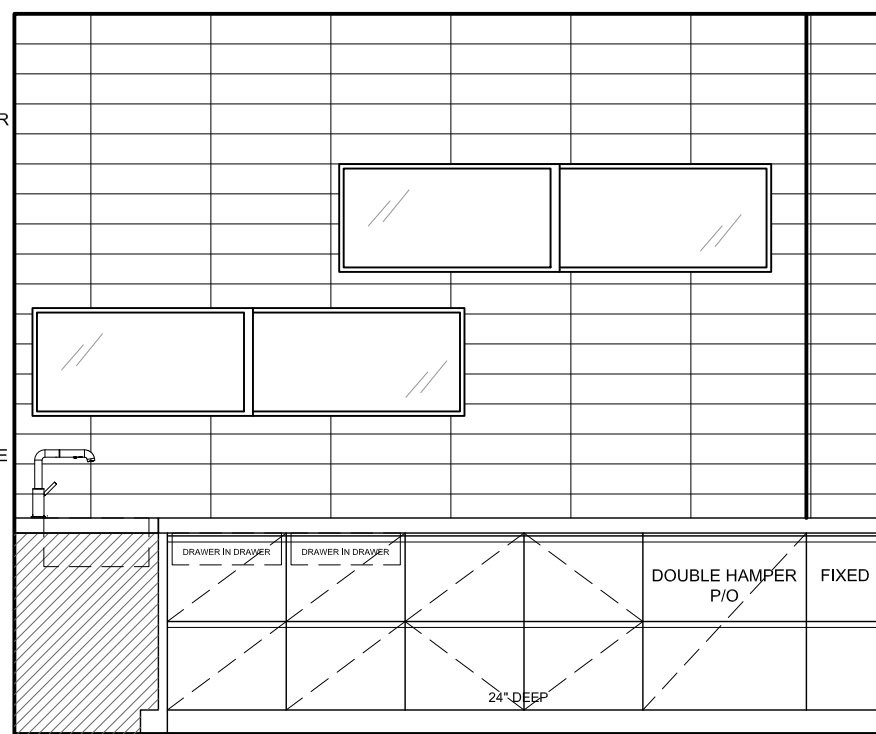 R
E
DRAWER IN DRAWER
DRAWER IN DRAWER
DOUBLE HAMPER
P/O
FIXED
24" DEEP